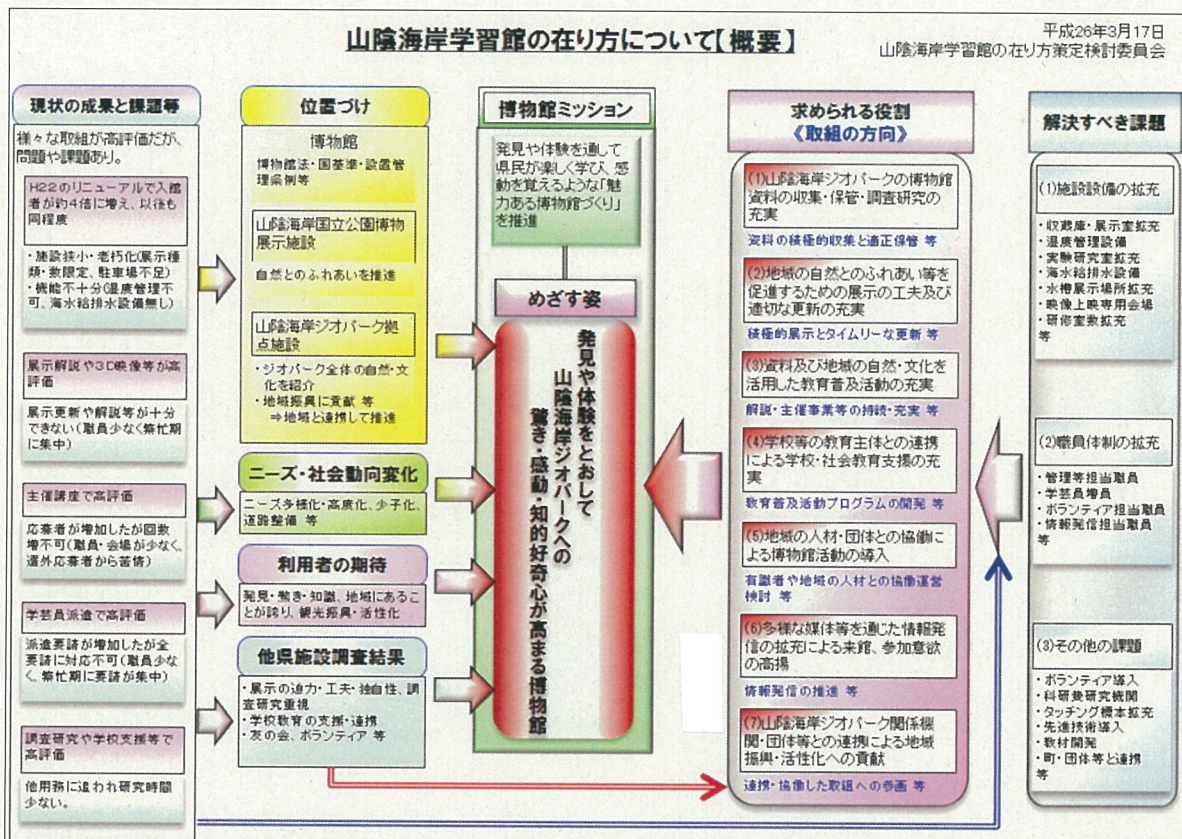 山陰海岸学習館の在り方について【概要】
平成26年3月17日
山陰海岸学習館の在り方策定検討委員会
現状の成果と課題等
様々な取組が高評価だが、
問題や課題あり。
H22のリニューアルで入館
者が約4倍に増え、以後も
同程度
・施設狭小・老朽化(展示種
類・数限定、駐車場不足)
・機能不十分(温度管理不
可、海水給排水設備無し)
展示解説や3D映像等が高
評価
展示更新や解説等が十分
できない(職員少なく繁忙期
に集中)
主催講座で高評価
応募者が増加したが回数
増不可(職員・会場が少なく、
選外応募者から苦情)
学芸員派遣で高評価
派遣要請が増加したが全
要請に対応不可(職員少な
く、繁忙期に要請が集中)
調査研究や学校支援等で
高評価
他用務に追われ研究時間
少ない。
位置づけ
博物館
博物館法・国基準・設置管
理条例等
山陰海岸国立公園博物
展示施設
自然とのふれあいを推進
山陰海岸ジオパーク拠
点施設
・ジオパーク全体の自然・文
化を紹介
・地域振興に貢献 等
⇒地域と連携して推進
ニーズ・社会動向変化
ニーズ多様化・高度化、少子化、
道路整備 等
利用者の期待
発見・驚き・知識、地域にあるこ
とが誇り、観光振興・活性化
他県施設調査結果
・展示の迫力・工夫・独自性、調
査研究重視
・学校教育の支援・連携
・友の会、ボランティア 等
博物館ミッション
発見や体験を通して
県民が楽しく学び、感
動を覚えるような「魅
力ある博物館づくり」
を推進
めざす姿
発見や体験をとおして
山陰海岸ジオパークへの
驚き・感動・知的好奇心が高まる博物館
求められる役割
《取組の方向》
(1)山陰海岸ジオパークの博物館
資料の収集・保管・調査研究の
充実
資料の積極的収集と適正保管 等
(2)地域の自然とのふれあい等を
促進するための展示の工夫及び
適切な更新の充実
積極的展示とタイムリーな更新 等
(3)資料及び地域の自然・文化を
活用した教育普及活動の充実
解説・主催事業等の持続・充実 等
(4)学校等の教育主体との連携
による学校・社会教育支援の充
実
教育普及活動プログラムの開発 等
(5)地域の人材・団体との協働に
よる博物館活動の導入
有識者や地域の人材との協働運営
検討 等
(6)多様な媒体等を通じた情報発
信の拡充による来館、参加意欲
の高揚
情報発信の推進 等
(7)山陰海岸ジオパーク関係機
関・団体等との連携による地域
振興・活性化への貢献
連携・協働した取組への参画 等
解決すべき課題
(1)施設設備の拡充
・収蔵庫・展示室拡充
・温度管理設備
・実験研究室拡充
・海水給排水設備
・水槽展示場所拡充
・映像上映専用会場
・研修室数拡充
等
(2)職員体制の拡充
・管理等担当職員
・学芸員増員
・ボランティア担当職員
・情報発信担当職員
等
(3)その他の課題
・ボランティア導入
・科研費研究機関
・タッチング標本拡充
・先進技術導入
・教材開発
・町・団体等と連携
等